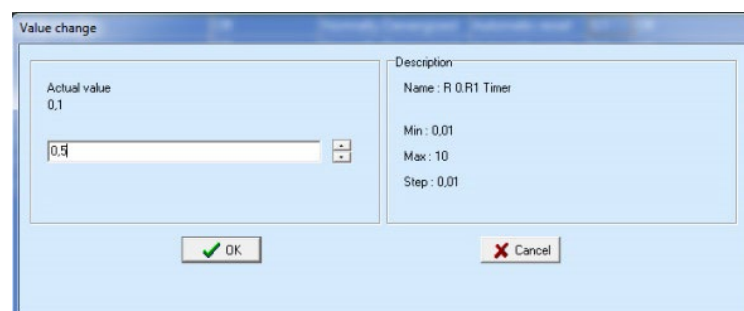 Value change
Actual value
0,1
0,5
Description
Name : R 0.R1 Timer
Min : 0,01
Max : 10
Step : 0,01
OK
Cancel